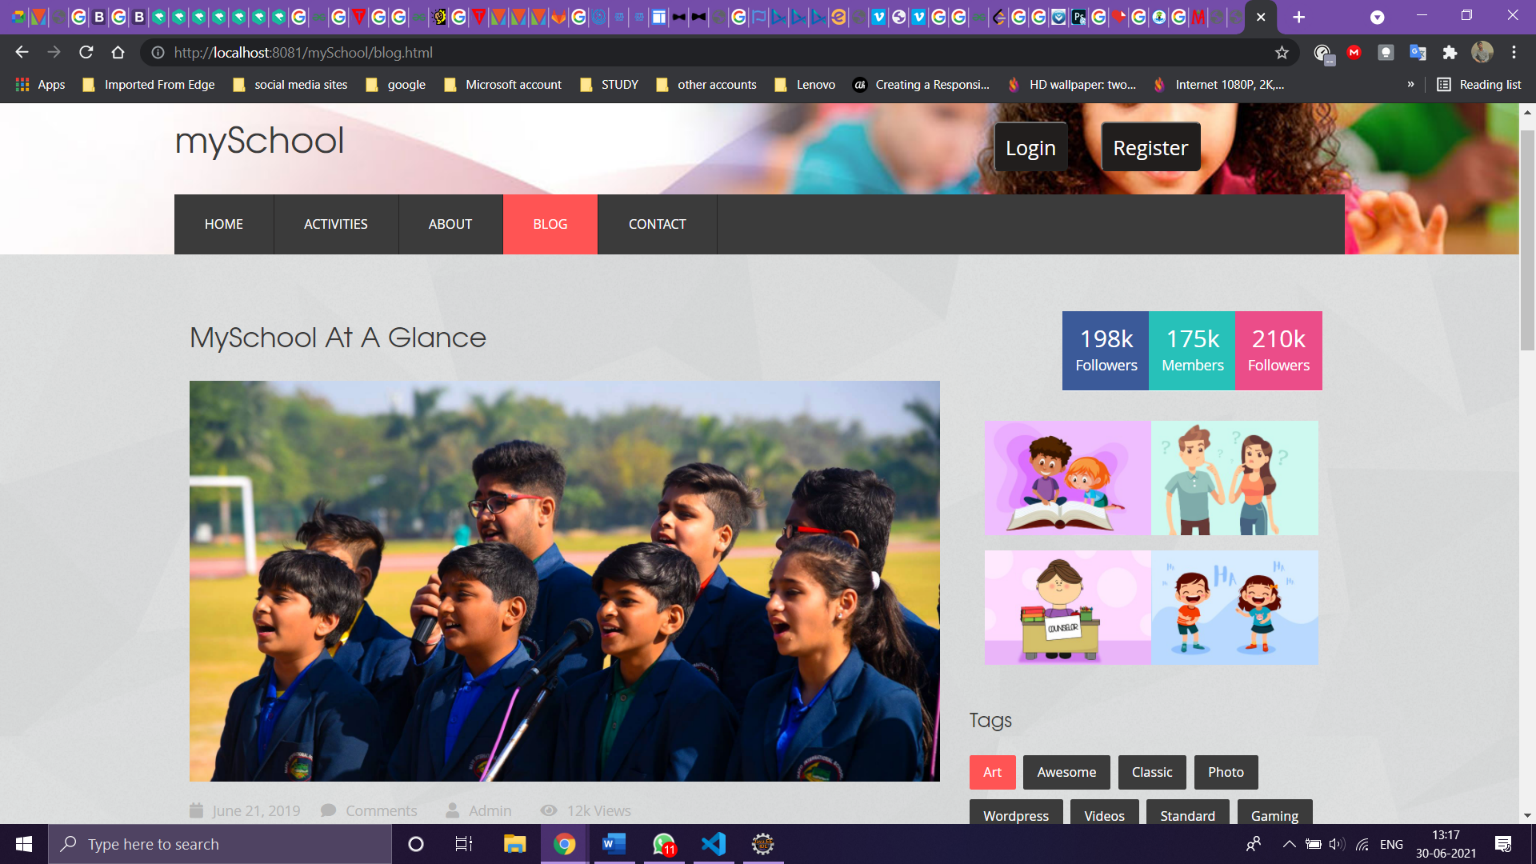 http://localhost:8081/mySchool/blog.html
Apps Imported From Edge social media sites google Microsoft account STUDY other accounts Lenovo Creating a Responsi... HD wallpaper: two... Internet 1080P, 2K,... » Reading list
mySchool
Login Register
HOME ACTIVITIES ABOUT BLOG CONTACT
MySchool At A Glance
198k 175k 210k
Followers Members Followers
COUNSELOR
Tags
Art Awesome Classic Photo
Wordpress Videos Standard Gaming
June 21, 2019 Comments Admin 12k Views
Type here to search
11
ENG
13:17
30-06-2021